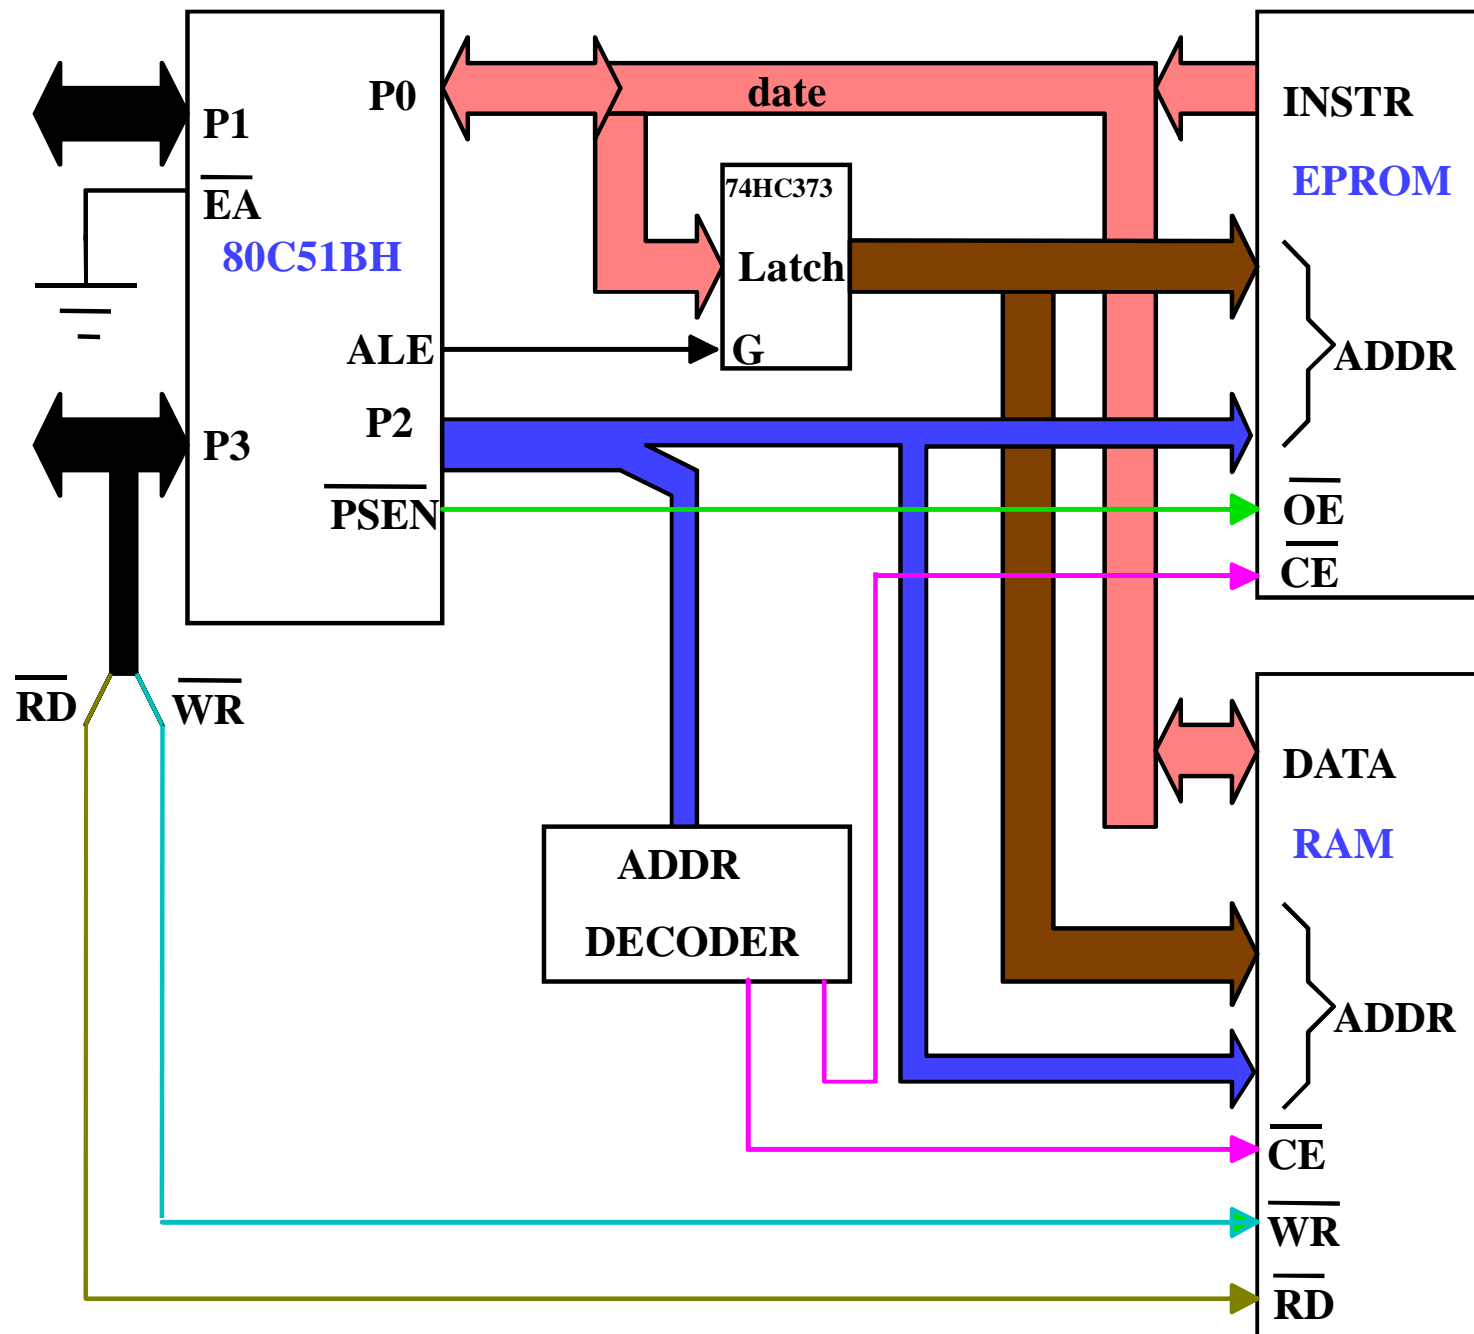 P0
date
INSTR
P1
EPROM
74HC373
EA
80C51BH
Latch
ALE
G
ADDR
P2
P3
PSEN
OE
CE
RD
WR
DATA
RAM
ADDR
DECODER
ADDR
CE
WR
RD